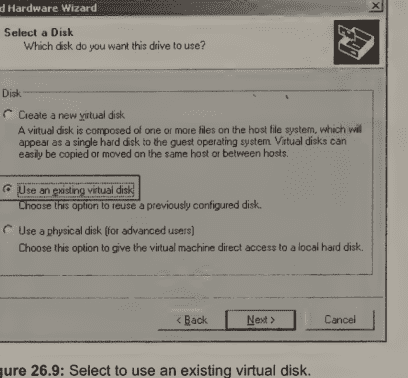 d Hardware Wizard
Select a Disk
Which disk do you want this drive to use?
Disk
Create a new virtual disk
A virtual disk is composed of one or more files on the host file system, which will
appear as a single hard disk to the guest operating system. Virtual disks can
easily be copied or moved on the same host or between hosts.
Use an existing virtual disk
Choose this option to reuse a previously configured disk.
Use a physical disk (for advanced users)
Choose this option to give the virtual machine direct access to a local hard disk.
< Back Next > Cancel
gure 26.9: Select to use an existing virtual disk.